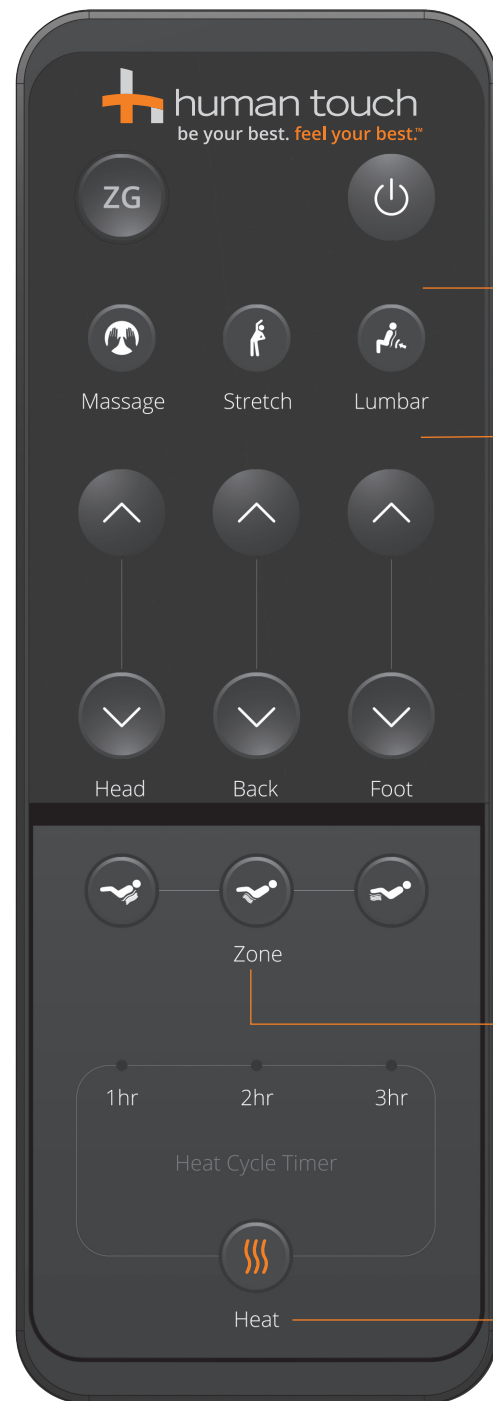 human touch
be your best. feel your best.™
ZG
Massage Stretch Lumbar
Head Back Foot
Zone
1hr 2hr 3hr
Heat Cycle Timer
Heat